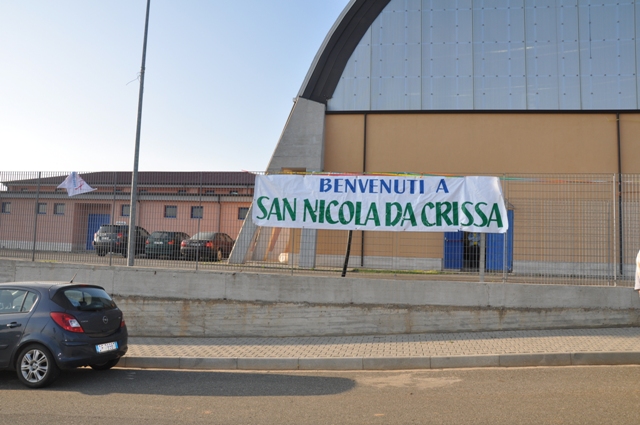 BENVENUTI A
SAN NICOLA DA CRISSA